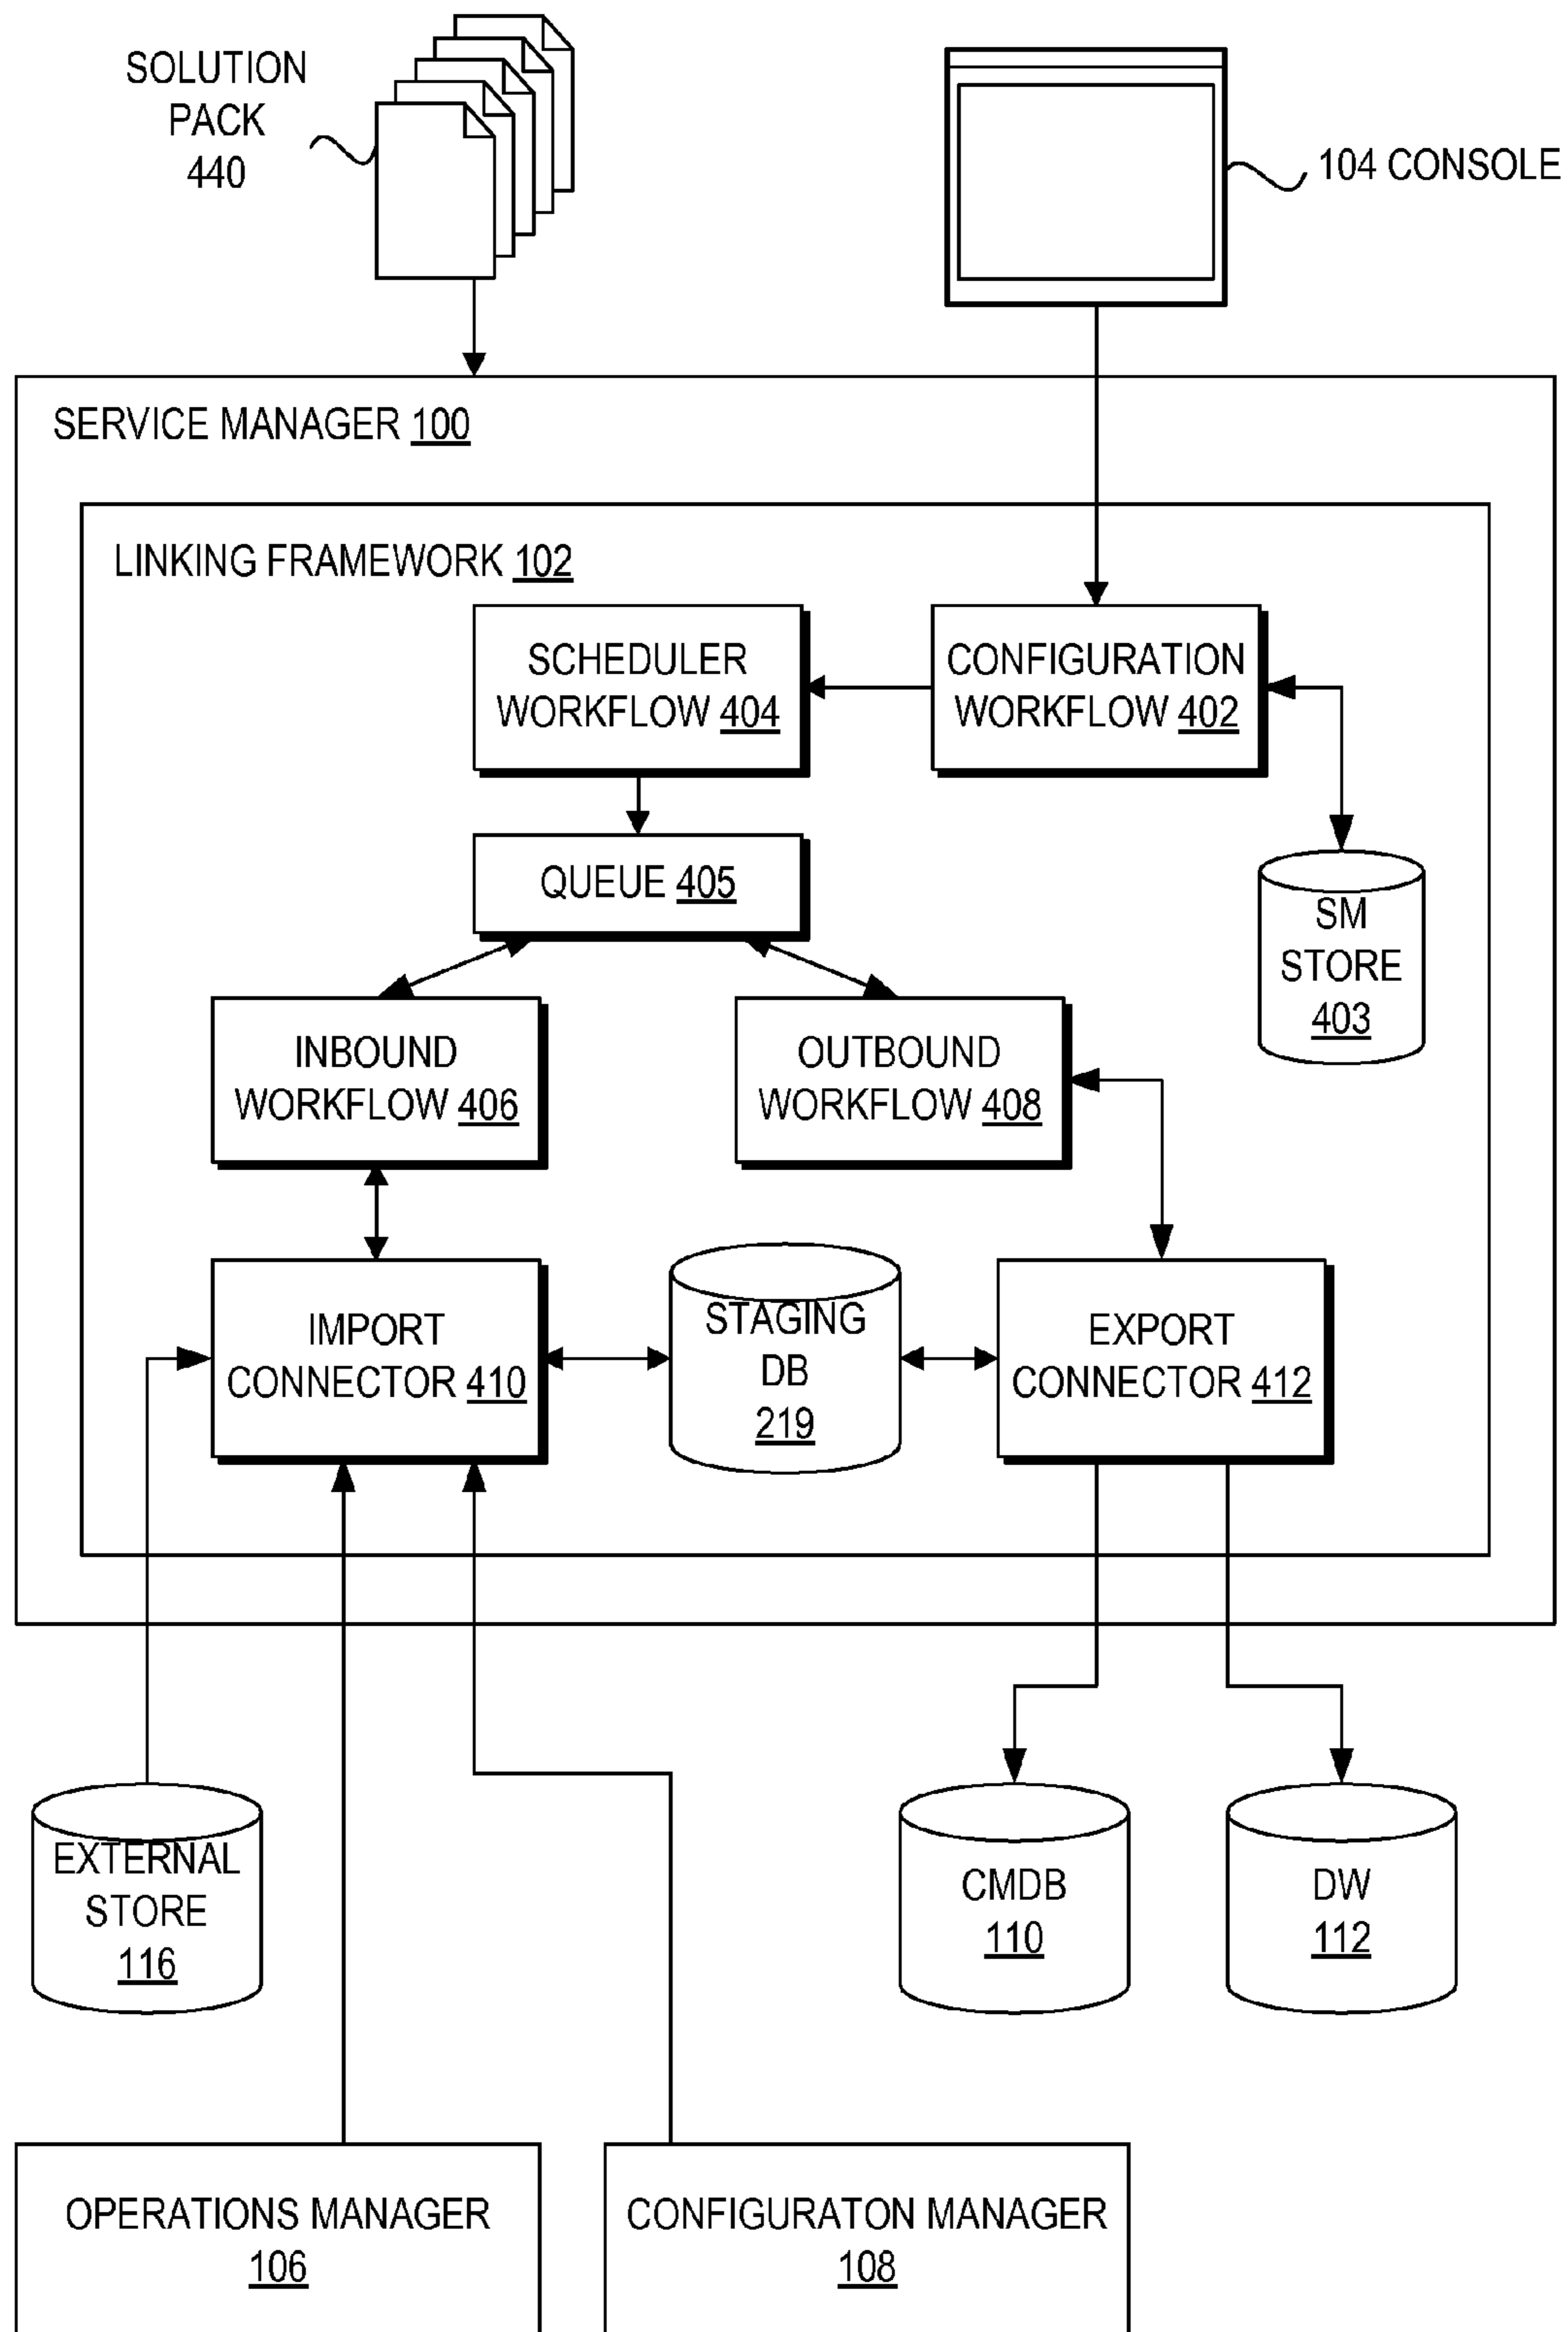 SOLUTION
PACK
440
104 CONSOLE
SERVICE MANAGER 100
LINKING FRAMEWORK 102
SCHEDULER
WORKFLOW 404
CONFIGURATION
WORKFLOW 402
QUEUE 405
SM
STORE
403
INBOUND
WORKFLOW 406
OUTBOUND
WORKFLOW 408
IMPORT
CONNECTOR 410
STAGING
DB
219
EXPORT
CONNECTOR 412
EXTERNAL
STORE
116
CMDB
110
DW
112
OPERATIONS MANAGER
106
CONFIGURATON MANAGER
108